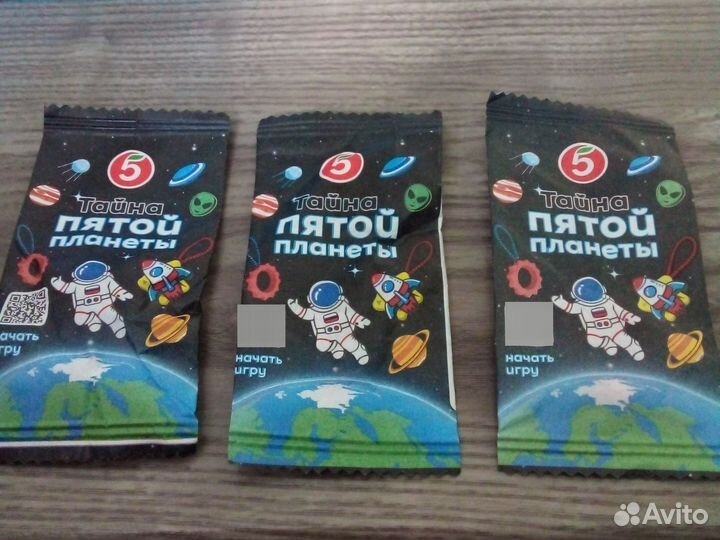 5
Тайна
пятой
планеты
начать
игру
5
Тайна
пятой
планеты
начать
игру
5
Тайна
пятой
планеты
начать
игру
Avito